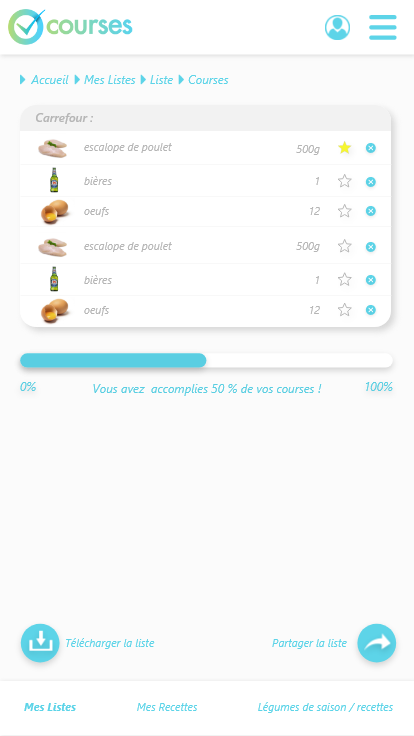 courses
Accueil Mes Listes Liste Courses
Carrefour :
escalope de poulet 500g
bières 1
oeufs 12
escalope de poulet 500g
bières 1
oeufs 12
0% Vous avez accomplies 50 % de vos courses ! 100%
Télécharger la liste Partager la liste
Mes Listes Mes Recettes Légumes de saison / recettes